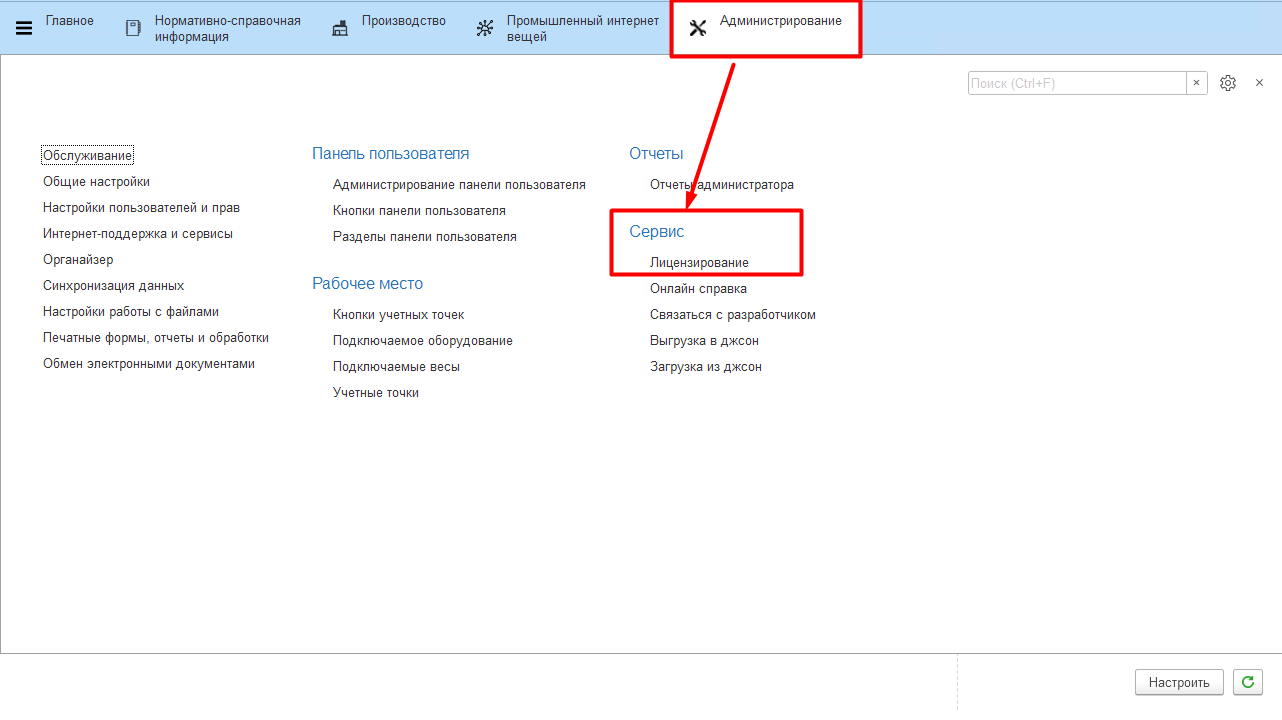 Главное
Нормативно-справочная
информация
Производство
Промышленный интернет
вещей
Администрирование
Поиск (Ctrl+F)
Обслуживание
Общие настройки
Настройки пользователей и прав
Интернет-поддержка и сервисы
Органайзер
Синхронизация данных
Настройки работы с файлами
Печатные формы, отчеты и обработки
Обмен электронными документами
Панель пользователя
Администрирование панели пользователя
Кнопки панели пользователя
Разделы панели пользователя
Рабочее место
Кнопки учетных точек
Подключаемое оборудование
Подключаемые весы
Учетные точки
Отчеты
Отчеты администратора
Сервис
Лицензирование
Онлайн справка
Связаться с разработчиком
Выгрузка в джсон
Загрузка из джсон
Настроить